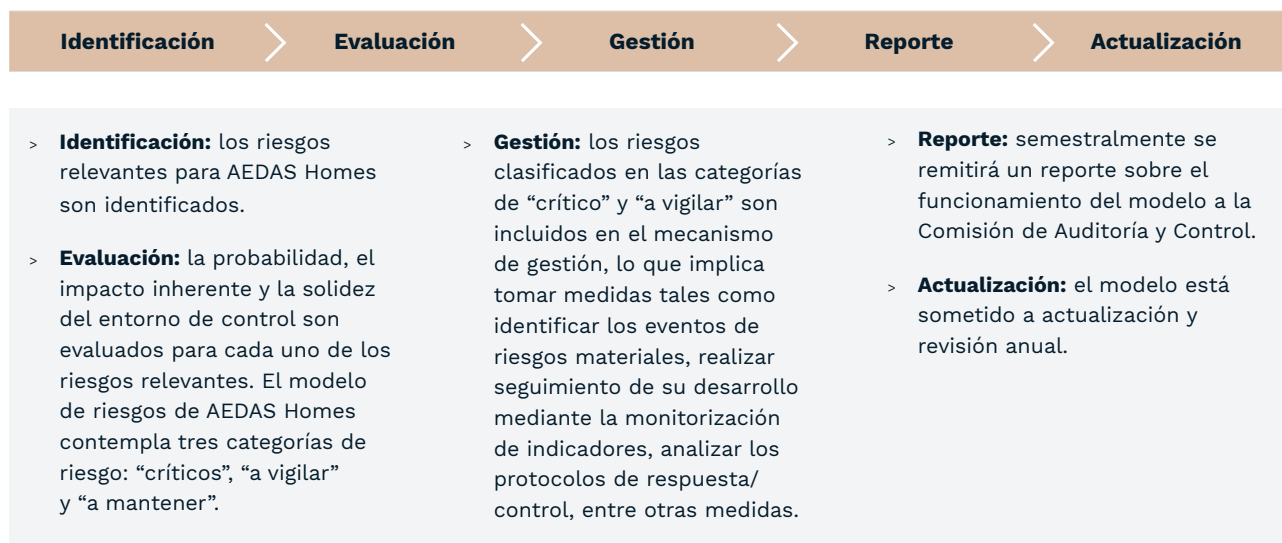 Identificación
Evaluación
Gestión
Reporte
Actualización
> Identificación: los riesgos
relevantes para AEDAS Homes
son identificados.
> Evaluación: la probabilidad, el
impacto inherente y la solidez
del entorno de control son
evaluados para cada uno de los
riesgos relevantes. El modelo
de riesgos de AEDAS Homes
contempla tres categorías de
riesgo: “críticos”, “a vigilar”
y “a mantener”.
> Gestión: los riesgos
clasificados en las categorías
de “crítico” y “a vigilar” son
incluidos en el mecanismo
de gestión, lo que implica
tomar medidas tales como
identificar los eventos de
riesgos materiales, realizar
seguimiento de su desarrollo
mediante la monitorización
de indicadores, analizar los
protocolos de respuesta/
control, entre otras medidas.
> Reporte: semestralmente se
remitirá un reporte sobre el
funcionamiento del modelo a la
Comisión de Auditoría y Control.
> Actualización: el modelo está
sometido a actualización y
revisión anual.